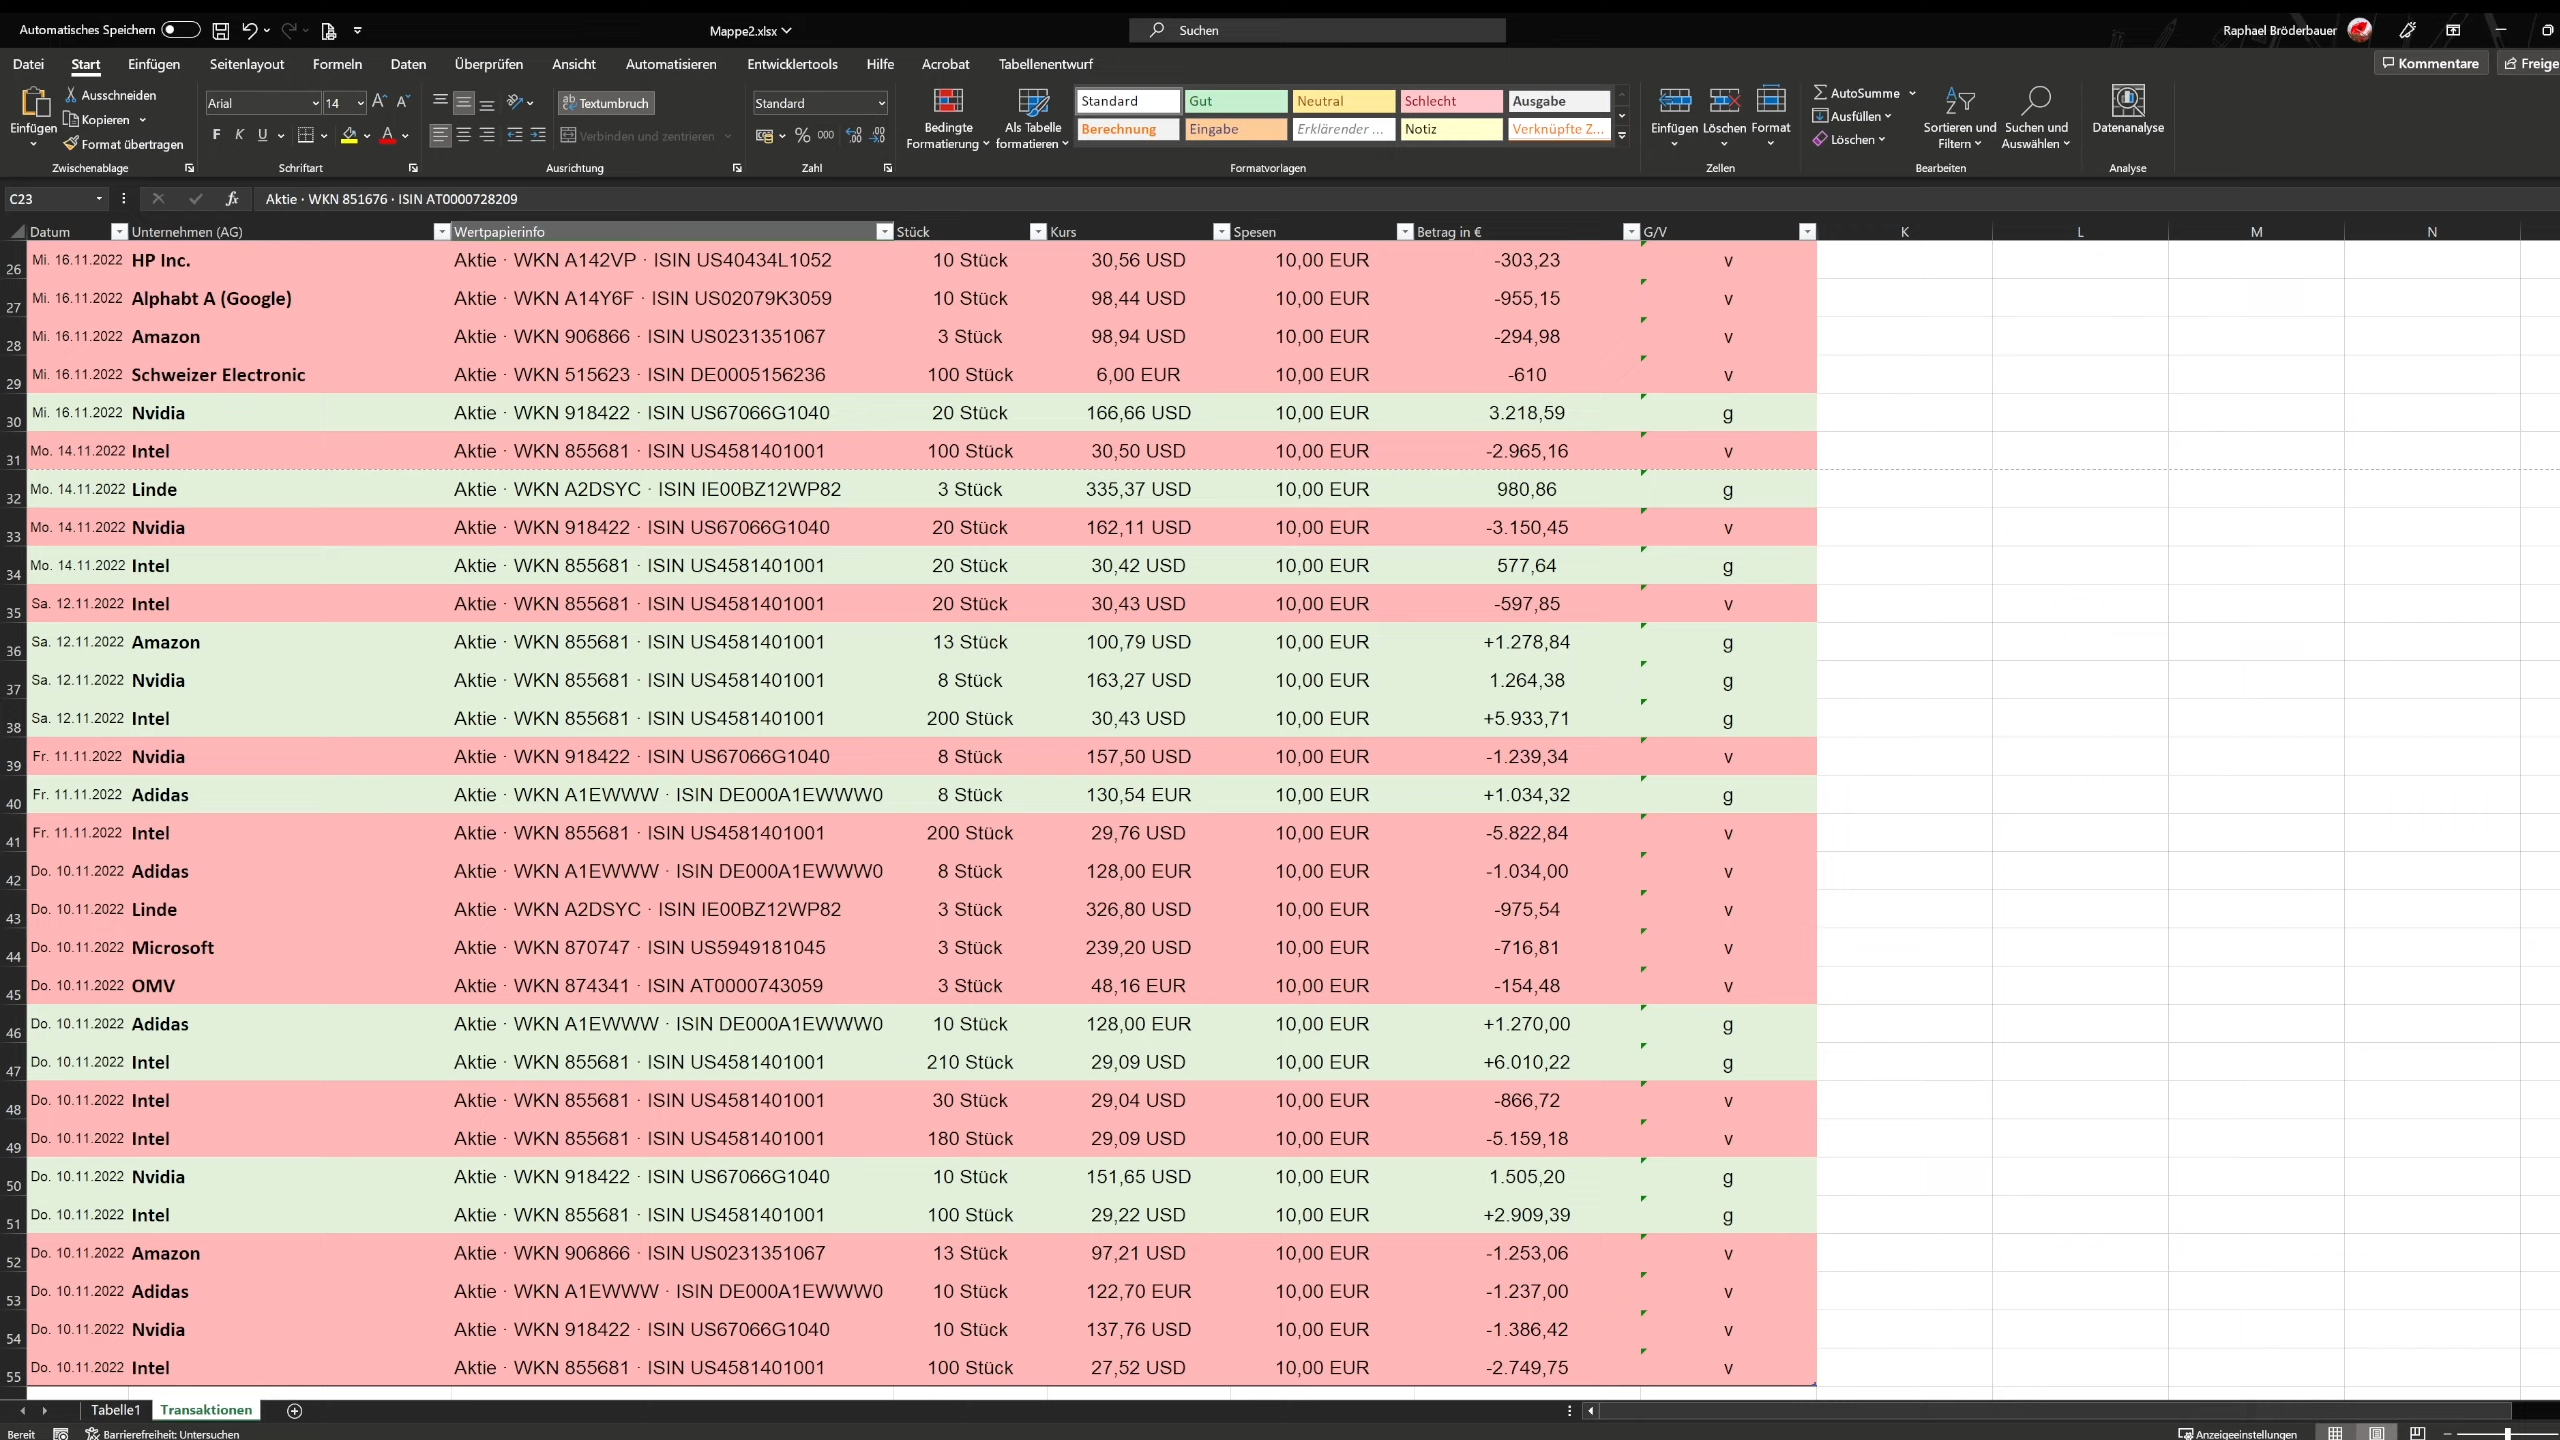 Automatisches Speichern
Mappe2.xlsx
Suchen
Raphael Bröderbauer
Datei Start Einfügen Seitenlayout Formeln Daten Überprüfen Ansicht Automatisieren Entwicklertools Hilfe Acrobat Tabellenentwurf
Kommentare
Einfügen
Ausschneiden
Kopieren
Format übertragen
Zwischenablage
Arial 14
F K U
Schriftart
Textumbruch
Verbinden und zentrieren
Ausrichtung
Standard
% 000
Zahl
Bedingte Formatierung
Als Tabelle formatieren
Standard Gut Neutral Schlecht Ausgabe
Berechnung Eingabe Erklärender ... Notiz Verknüpfte Z...
Formatvorlagen
Einfügen Löschen Format
Zellen
AutoSumme
Ausfüllen
Löschen
Sortieren und Filtern
Suchen und Auswählen
Bearbeiten
Datenanalyse
Analyse
C23 fx Aktie · WKN 851676 · ISIN AT0000728209
Datum Unternehmen (AG) Wertpapierinfo Stück Kurs Spesen Betrag in € G/V K L M N
26 Mi. 16.11.2022 HP Inc. Aktie · WKN A142VP · ISIN US40434L1052 10 Stück 30,56 USD 10,00 EUR -303,23 v
27 Mi. 16.11.2022 Alphabt A (Google) Aktie · WKN A14Y6F · ISIN US02079K3059 10 Stück 98,44 USD 10,00 EUR -955,15 v
28 Mi. 16.11.2022 Amazon Aktie · WKN 906866 · ISIN US0231351067 3 Stück 98,94 USD 10,00 EUR -294,98 v
29 Mi. 16.11.2022 Schweizer Electronic Aktie · WKN 515623 · ISIN DE0005156236 100 Stück 6,00 EUR 10,00 EUR -610 v
30 Mi. 16.11.2022 Nvidia Aktie · WKN 918422 · ISIN US67066G1040 20 Stück 166,66 USD 10,00 EUR 3.218,59 g
31 Mo. 14.11.2022 Intel Aktie · WKN 855681 · ISIN US4581401001 100 Stück 30,50 USD 10,00 EUR -2.965,16 v
32 Mo. 14.11.2022 Linde Aktie · WKN A2DSYC · ISIN IE00BZ12WP82 3 Stück 335,37 USD 10,00 EUR 980,86 g
33 Mo. 14.11.2022 Nvidia Aktie · WKN 918422 · ISIN US67066G1040 20 Stück 162,11 USD 10,00 EUR -3.150,45 v
34 Mo. 14.11.2022 Intel Aktie · WKN 855681 · ISIN US4581401001 20 Stück 30,42 USD 10,00 EUR 577,64 g
35 Sa. 12.11.2022 Intel Aktie · WKN 855681 · ISIN US4581401001 20 Stück 30,43 USD 10,00 EUR -597,85 v
36 Sa. 12.11.2022 Amazon Aktie · WKN 855681 · ISIN US4581401001 13 Stück 100,79 USD 10,00 EUR +1.278,84 g
37 Sa. 12.11.2022 Nvidia Aktie · WKN 855681 · ISIN US4581401001 8 Stück 163,27 USD 10,00 EUR 1.264,38 g
38 Sa. 12.11.2022 Intel Aktie · WKN 855681 · ISIN US4581401001 200 Stück 30,43 USD 10,00 EUR +5.933,71 g
39 Fr. 11.11.2022 Nvidia Aktie · WKN 918422 · ISIN US67066G1040 8 Stück 157,50 USD 10,00 EUR -1.239,34 v
40 Fr. 11.11.2022 Adidas Aktie · WKN A1EWWW · ISIN DE000A1EWWW0 8 Stück 130,54 EUR 10,00 EUR +1.034,32 g
41 Fr. 11.11.2022 Intel Aktie · WKN 855681 · ISIN US4581401001 200 Stück 29,76 USD 10,00 EUR -5.822,84 v
42 Do. 10.11.2022 Adidas Aktie · WKN A1EWWW · ISIN DE000A1EWWW0 8 Stück 128,00 EUR 10,00 EUR -1.034,00 v
43 Do. 10.11.2022 Linde Aktie · WKN A2DSYC · ISIN IE00BZ12WP82 3 Stück 326,80 USD 10,00 EUR -975,54 v
44 Do. 10.11.2022 Microsoft Aktie · WKN 870747 · ISIN US5949181045 3 Stück 239,20 USD 10,00 EUR -716,81 v
45 Do. 10.11.2022 OMV Aktie · WKN 874341 · ISIN AT0000743059 3 Stück 48,16 EUR 10,00 EUR -154,48 v
46 Do. 10.11.2022 Adidas Aktie · WKN A1EWWW · ISIN DE000A1EWWW0 10 Stück 128,00 EUR 10,00 EUR +1.270,00 g
47 Do. 10.11.2022 Intel Aktie · WKN 855681 · ISIN US4581401001 210 Stück 29,09 USD 10,00 EUR +6.010,22 g
48 Do. 10.11.2022 Intel Aktie · WKN 855681 · ISIN US4581401001 30 Stück 29,04 USD 10,00 EUR -866,72 v
49 Do. 10.11.2022 Intel Aktie · WKN 855681 · ISIN US4581401001 180 Stück 29,09 USD 10,00 EUR -5.159,18 v
50 Do. 10.11.2022 Nvidia Aktie · WKN 918422 · ISIN US67066G1040 10 Stück 151,65 USD 10,00 EUR 1.505,20 g
51 Do. 10.11.2022 Intel Aktie · WKN 855681 · ISIN US4581401001 100 Stück 29,22 USD 10,00 EUR +2.909,39 g
52 Do. 10.11.2022 Amazon Aktie · WKN 906866 · ISIN US0231351067 13 Stück 97,21 USD 10,00 EUR -1.253,06 v
53 Do. 10.11.2022 Adidas Aktie · WKN A1EWWW · ISIN DE000A1EWWW0 10 Stück 122,70 EUR 10,00 EUR -1.237,00 v
54 Do. 10.11.2022 Nvidia Aktie · WKN 918422 · ISIN US67066G1040 10 Stück 137,76 USD 10,00 EUR -1.386,42 v
55 Do. 10.11.2022 Intel Aktie · WKN 855681 · ISIN US4581401001 100 Stück 27,52 USD 10,00 EUR -2.749,75 v
Tabelle1 Transaktionen
Bereit Barrierefreiheit: Untersuchen Anzeigeeinstellungen